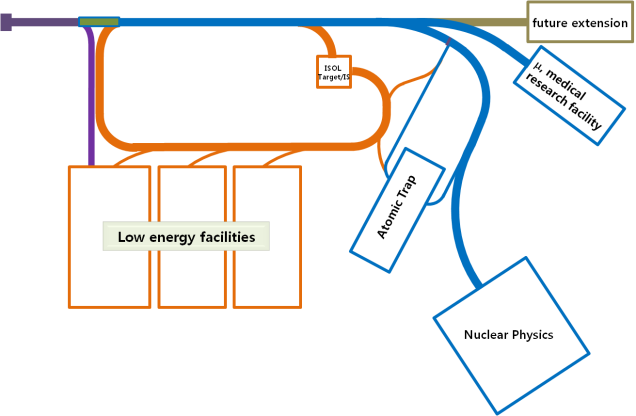 future extension
μ, medical
research facility
ISOL
Target/IS
Atomic Trap
Low energy facilities
Nuclear Physics